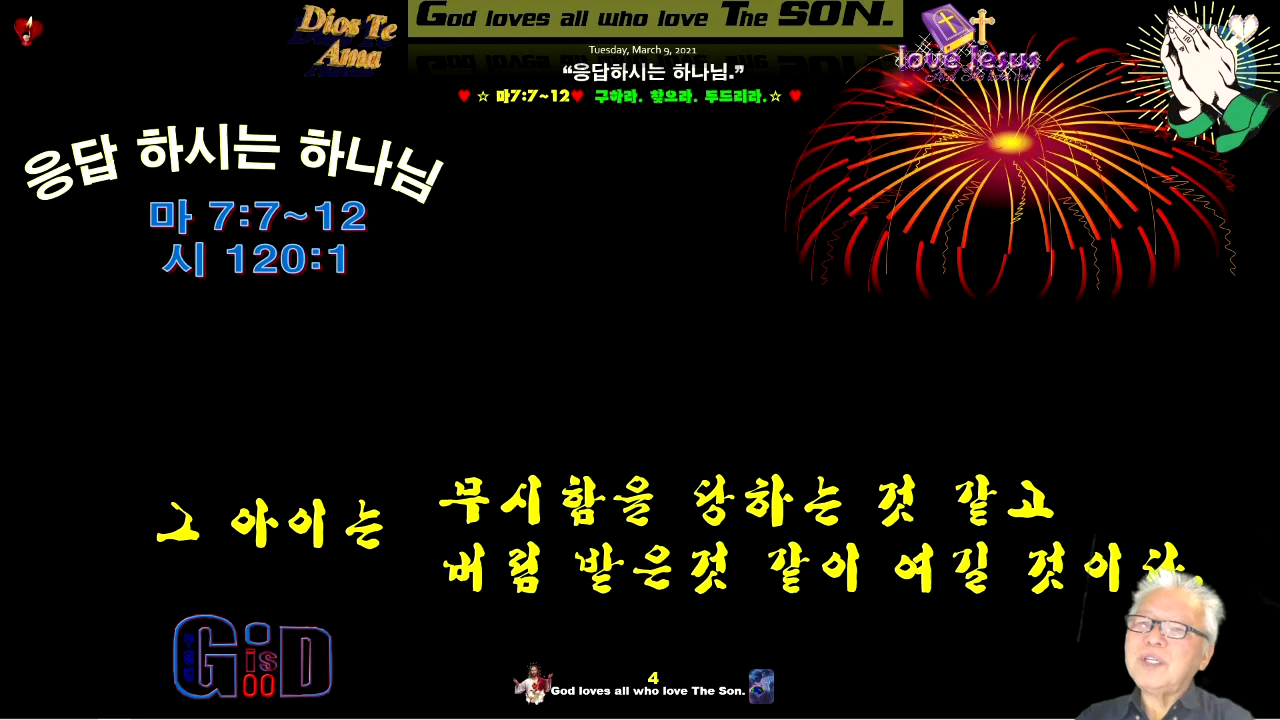 Dios Te
Ama
God loves all who love The SON.
Tuesday, March 9, 2021
“응답하시는 하나님.”
♥ ☆ 마7:7~12♥ 구하라. 찾으라. 두드리라.☆ ♥
love Jesus
응답 하시는 하나님
마 7:7~12
시 120:1
그 아이는
무시함을 당하는 것 같고
버림 받은것 같이 여길 것이다.
GOD
is
4
God loves all who love The Son.